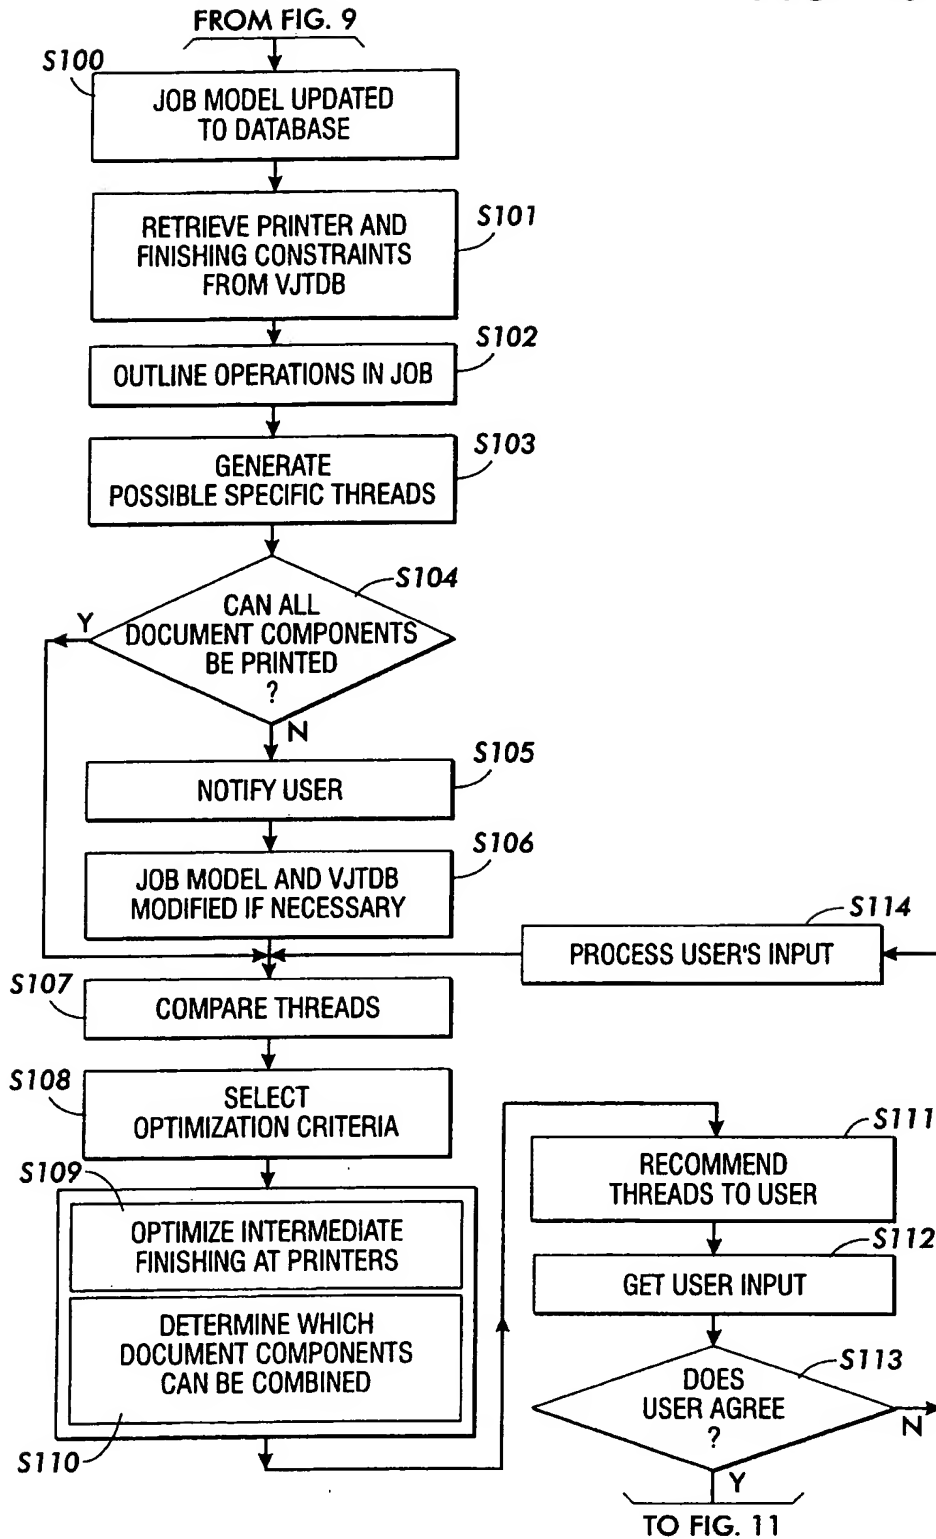 FROM FIG. 9
S100
JOB MODEL UPDATED
TO DATABASE
RETRIEVE PRINTER AND
FINISHING CONSTRAINTS
FROM VJTDB
S101
OUTLINE OPERATIONS IN JOB
S102
GENERATE
POSSIBLE SPECIFIC THREADS
S103
CAN ALL
DOCUMENT COMPONENTS
BE PRINTED
?
S104
Y
N
NOTIFY USER
S105
JOB MODEL AND VJTDB
MODIFIED IF NECESSARY
S106
PROCESS USER'S INPUT
S114
S107
COMPARE THREADS
S108
SELECT
OPTIMIZATION CRITERIA
S109
OPTIMIZE INTERMEDIATE
FINISHING AT PRINTERS
DETERMINE WHICH
DOCUMENT COMPONENTS
CAN BE COMBINED
S110
S111
RECOMMEND
THREADS TO USER
S112
GET USER INPUT
S113
DOES
USER AGREE
?
N
Y
TO FIG. 11